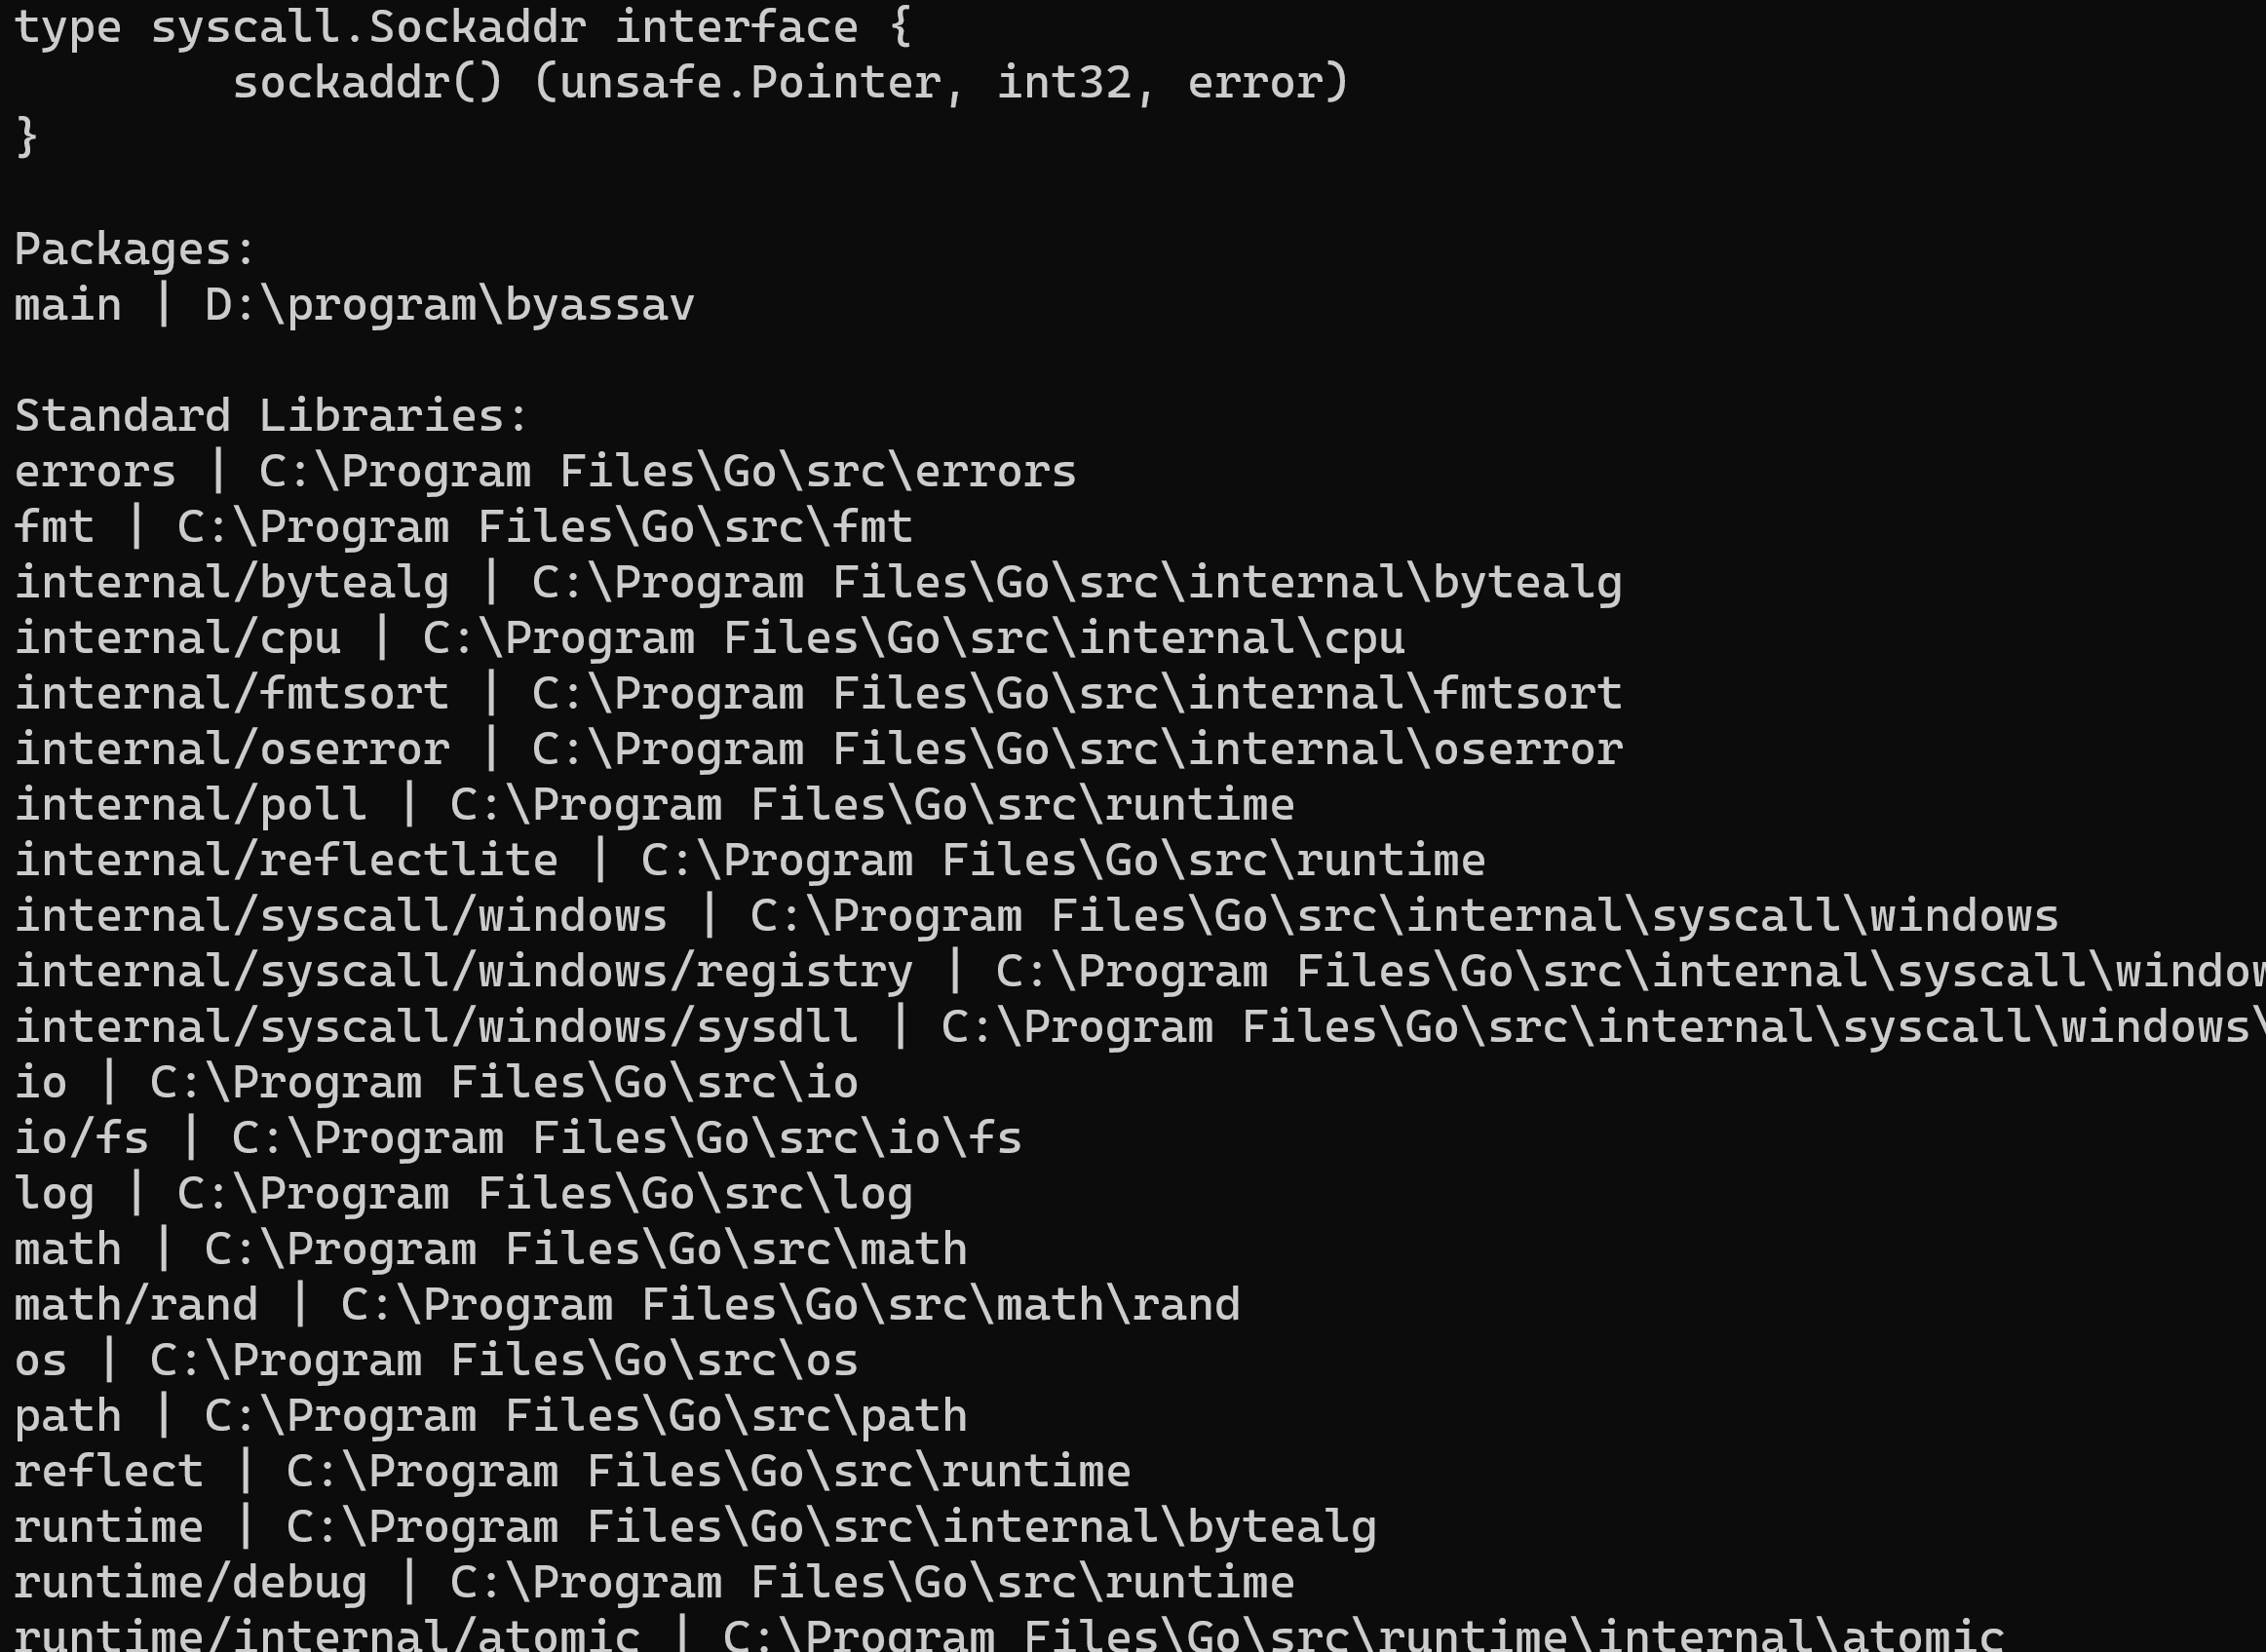 type syscall.Sockaddr interface {
        sockaddr() (unsafe.Pointer, int32, error)
}

Packages:
main | D:\program\byassav

Standard Libraries:
errors | C:\Program Files\Go\src\errors
fmt | C:\Program Files\Go\src\fmt
internal/bytealg | C:\Program Files\Go\src\internal\bytealg
internal/cpu | C:\Program Files\Go\src\internal\cpu
internal/fmtsort | C:\Program Files\Go\src\internal\fmtsort
internal/oserror | C:\Program Files\Go\src\internal\oserror
internal/poll | C:\Program Files\Go\src\runtime
internal/reflectlite | C:\Program Files\Go\src\runtime
internal/syscall/windows | C:\Program Files\Go\src\internal\syscall\windows
internal/syscall/windows/registry | C:\Program Files\Go\src\internal\syscall\window
internal/syscall/windows/sysdll | C:\Program Files\Go\src\internal\syscall\windows\
io | C:\Program Files\Go\src\io
io/fs | C:\Program Files\Go\src\io\fs
log | C:\Program Files\Go\src\log
math | C:\Program Files\Go\src\math
math/rand | C:\Program Files\Go\src\math\rand
os | C:\Program Files\Go\src\os
path | C:\Program Files\Go\src\path
reflect | C:\Program Files\Go\src\runtime
runtime | C:\Program Files\Go\src\internal\bytealg
runtime/debug | C:\Program Files\Go\src\runtime
runtime/internal/atomic | C:\Program Files\Go\src\runtime\internal\atomic